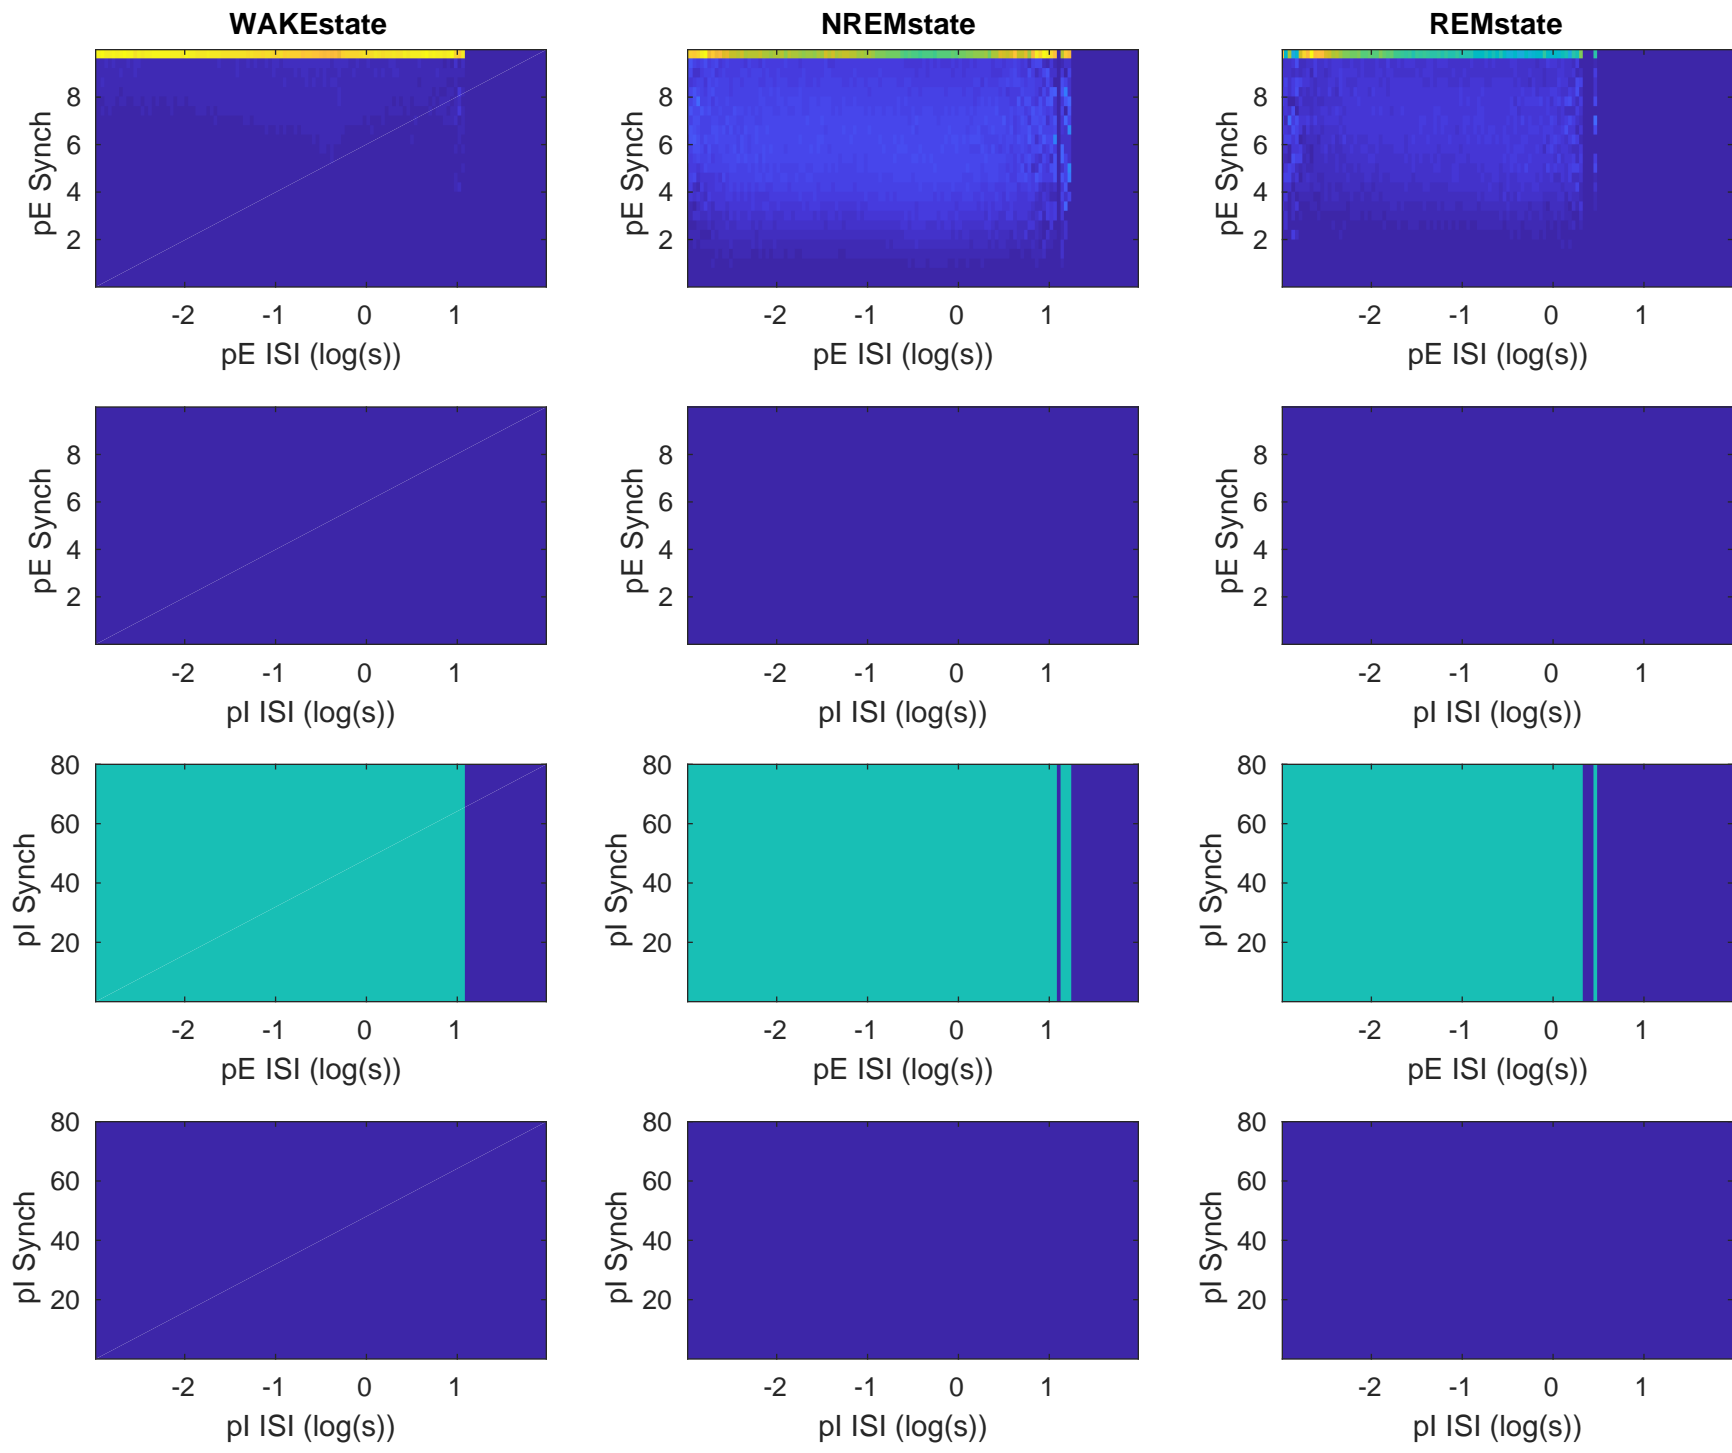 WAKEstate NREMstate REMstate
8 8 8
6 6 6
4 4 4
2 2 2
pE Synch pE Synch pE Synch
-2 -1 0 1 -2 -1 0 1 -2 -1 0 1
pE ISI (log(s)) pE ISI (log(s)) pE ISI (log(s))
8 8 8
6 6 6
4 4 4
2 2 2
pE Synch pE Synch pE Synch
-2 -1 0 1 -2 -1 0 1 -2 -1 0 1
pI ISI (log(s)) pI ISI (log(s)) pI ISI (log(s))
80 80 80
60 60 60
40 40 40
20 20 20
pI Synch pI Synch pI Synch
-2 -1 0 1 -2 -1 0 1 -2 -1 0 1
pE ISI (log(s)) pE ISI (log(s)) pE ISI (log(s))
80 80 80
60 60 60
40 40 40
20 20 20
pI Synch pI Synch pI Synch
-2 -1 0 1 -2 -1 0 1 -2 -1 0 1
pI ISI (log(s)) pI ISI (log(s)) pI ISI (log(s))